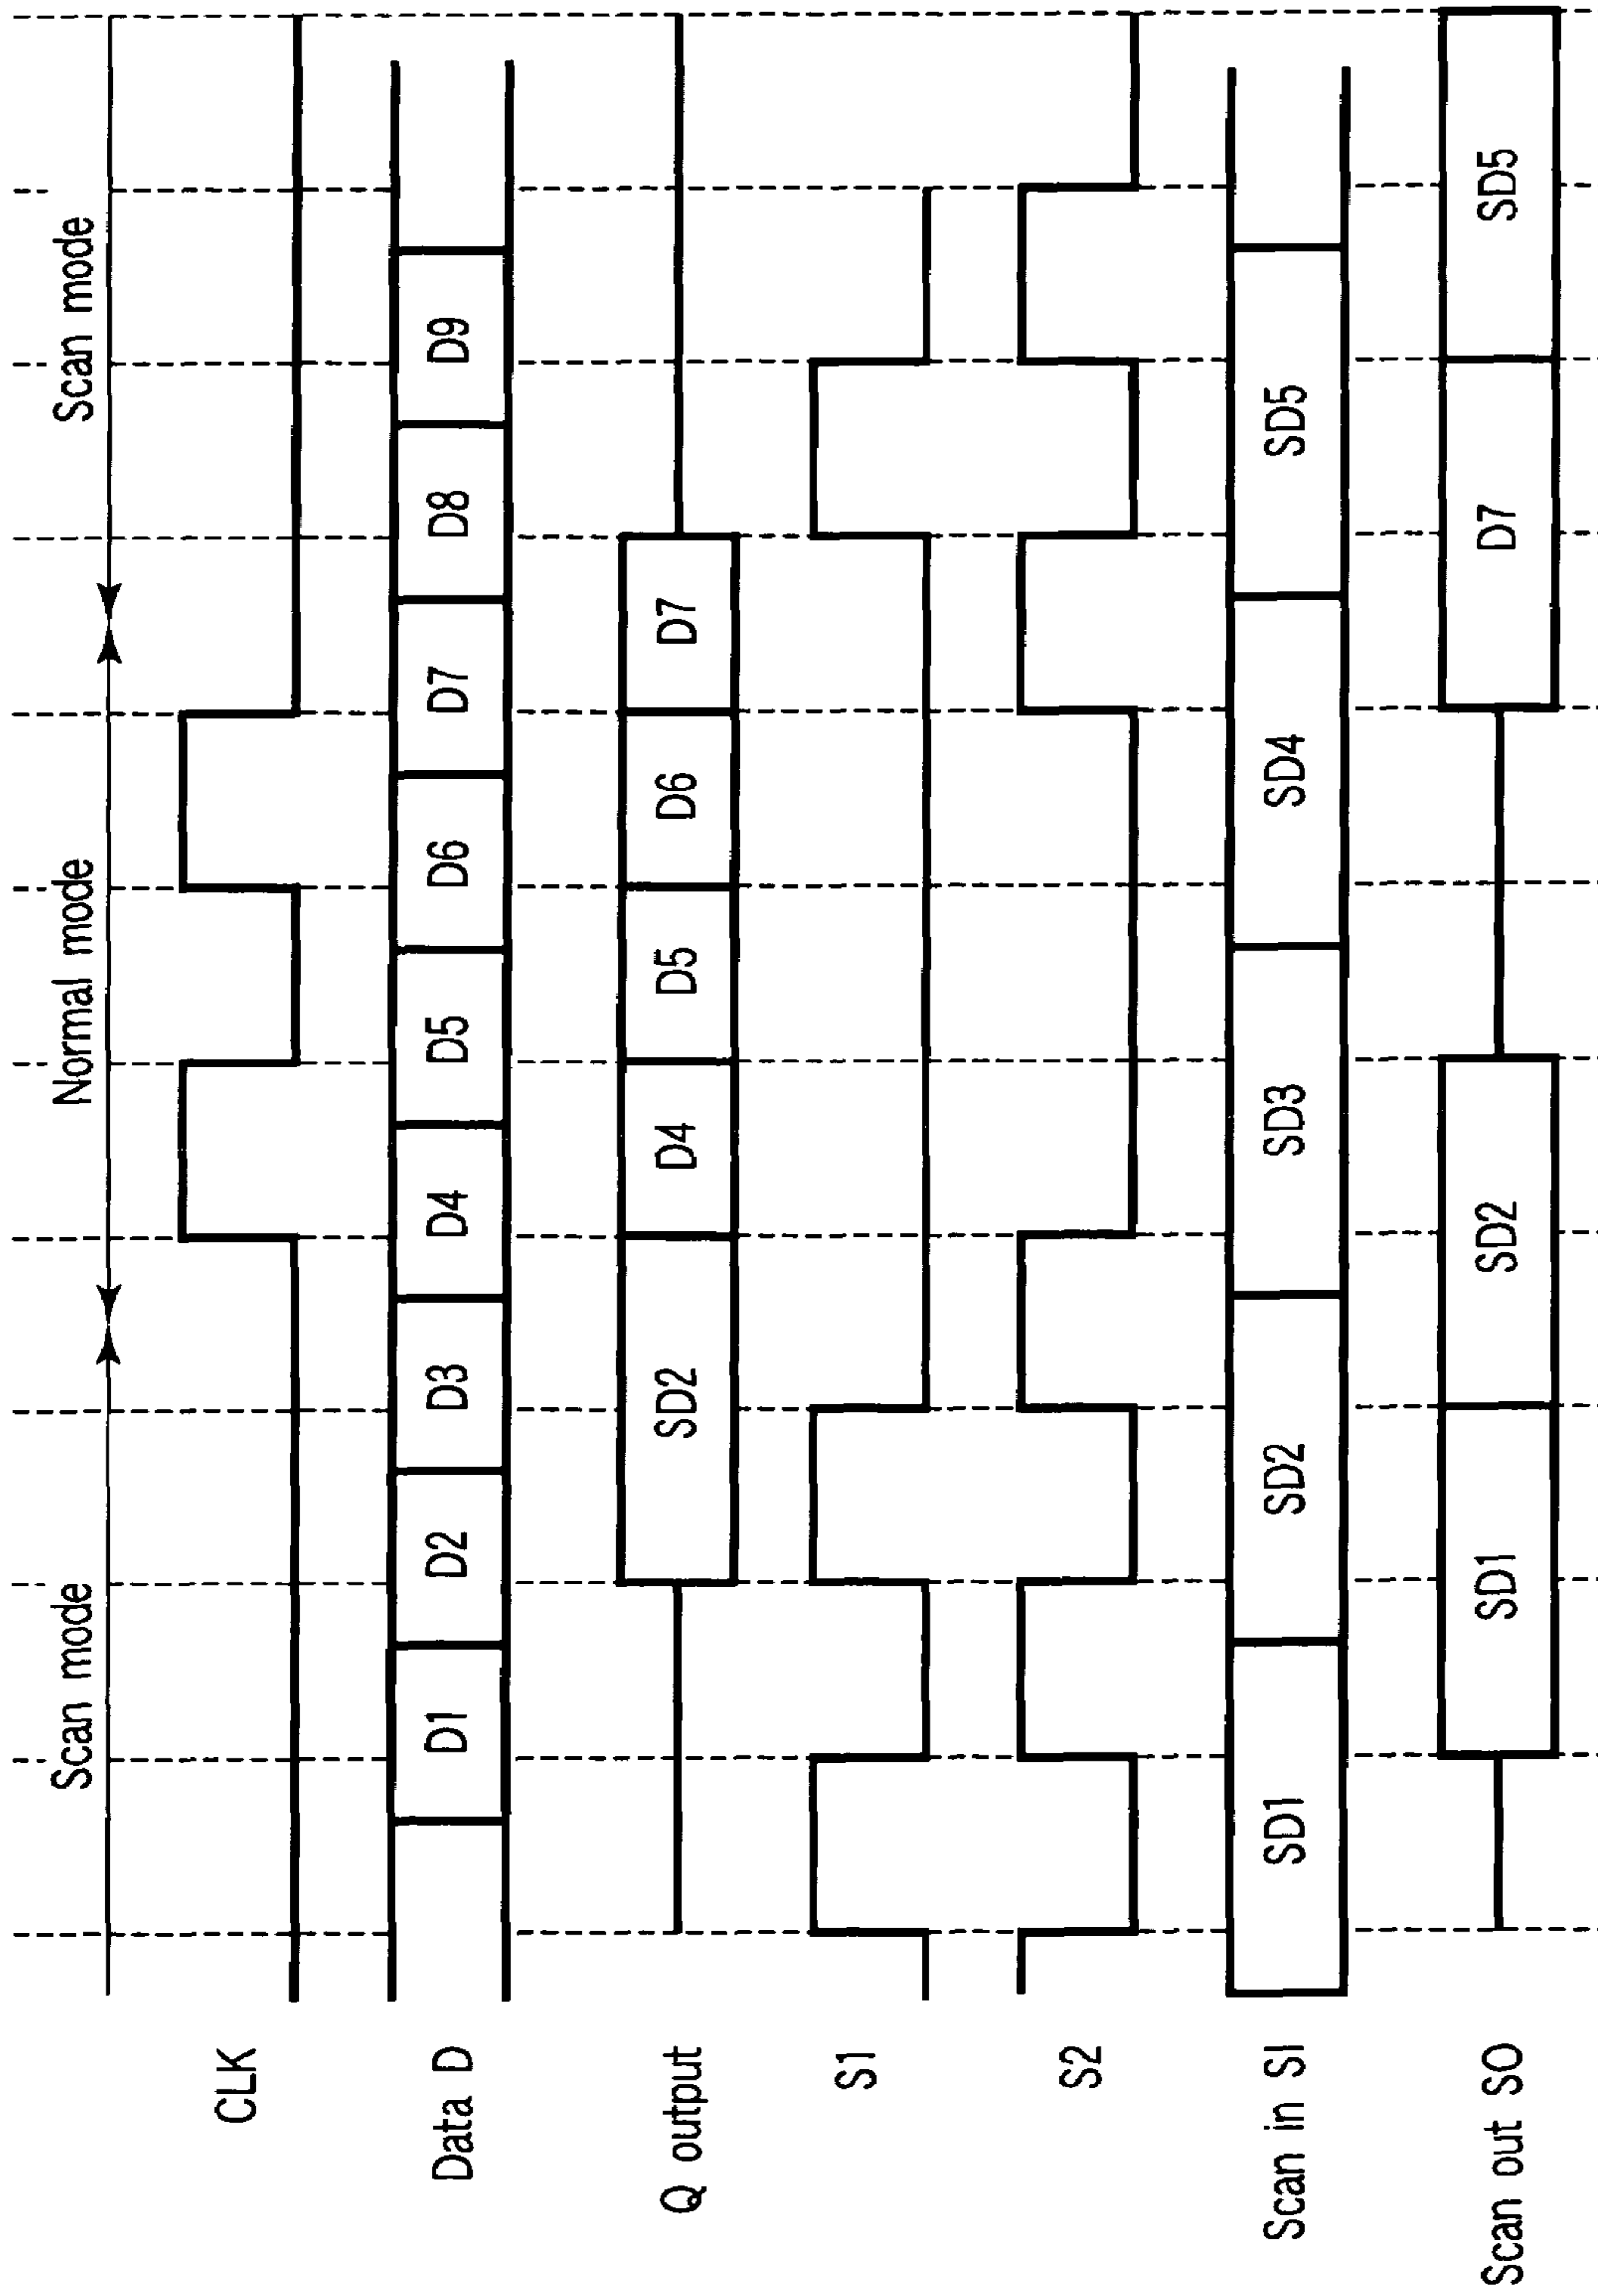 Scan mode
Normal mode
Scan mode
CLK
Data D
D1
D2
D3
D4
D5
D6
D7
D8
D9
Q output
SD2
D4
D5
D6
D7
S1
S2
Scan in SI
SD1
SD2
SD3
SD4
SD5
Scan out SO
SD1
SD2
D7
SD5